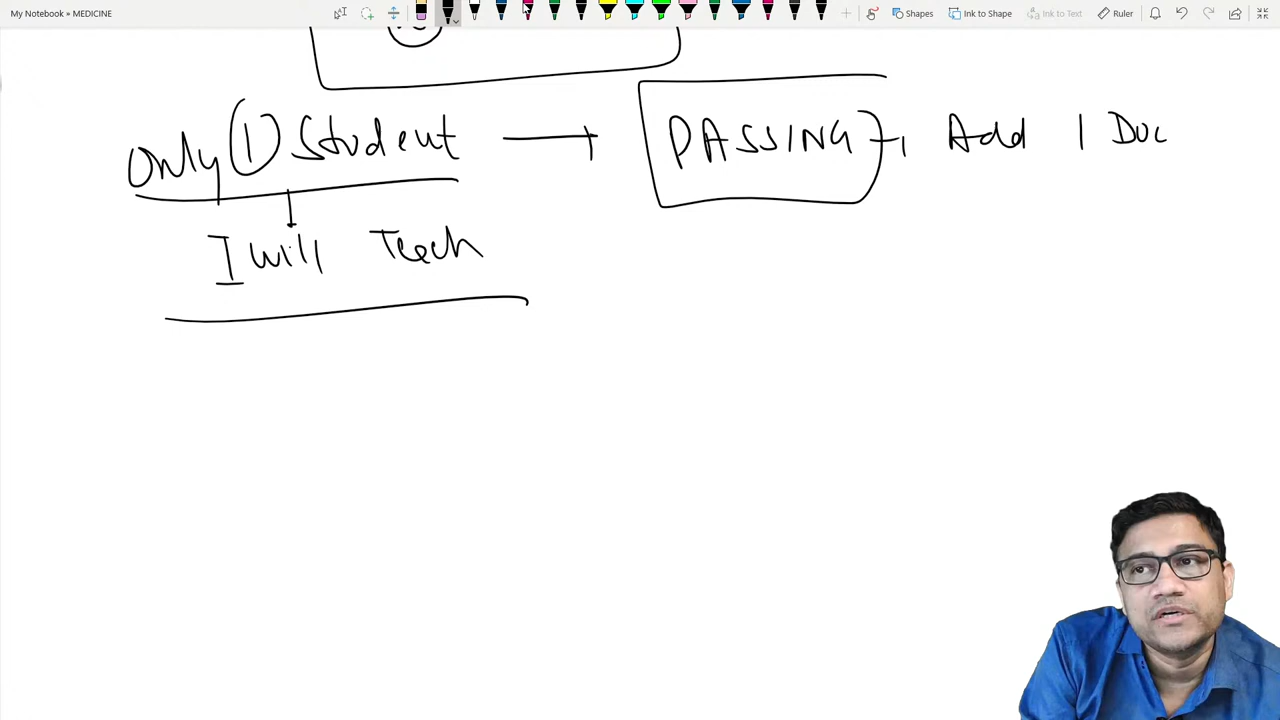 My Notebook » MEDICINE
Shapes Ink to Shape Ink to Text Ruler
Only 1 Student → PASSING → Add 1 Doc
I will Teach